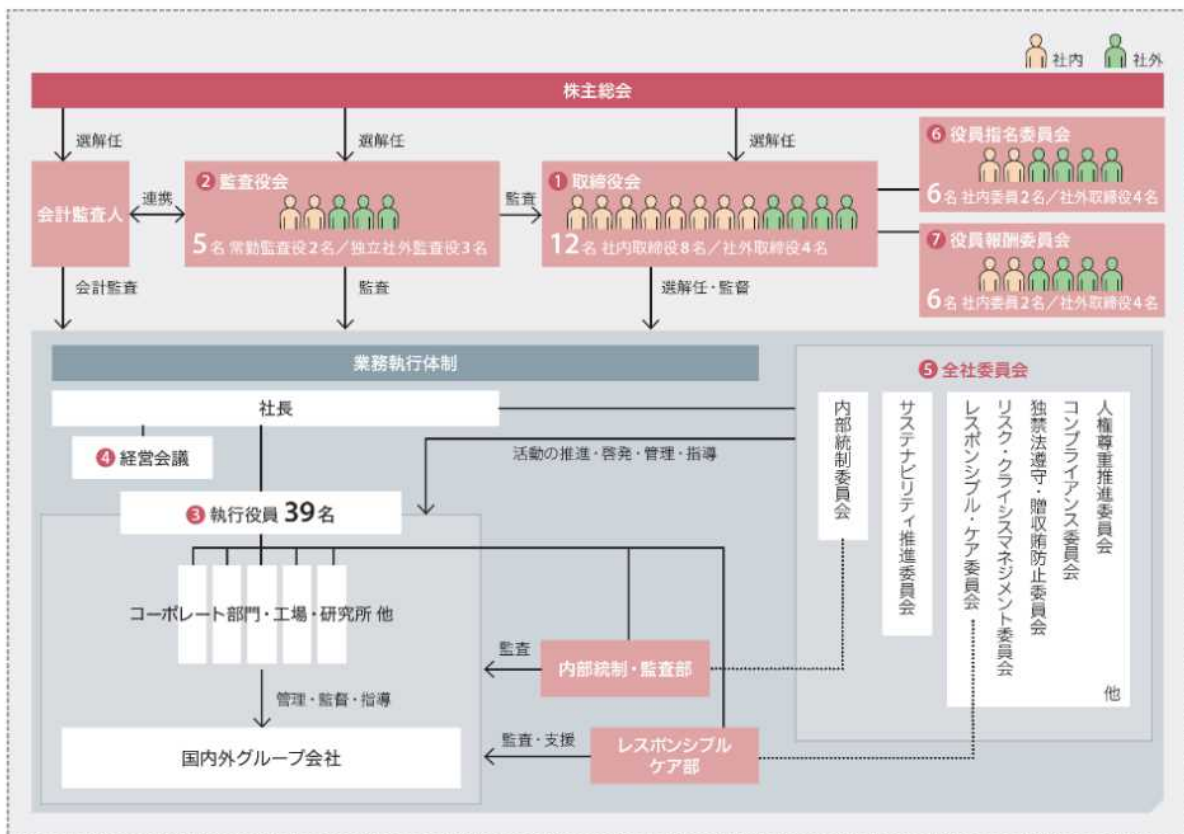 社内
社外
株主総会
選解任
選解任
選解任
会計監査人
連携
❷ 監査役会
5名 常勤監査役2名／独立社外監査役3名
監査
❶ 取締役会
12名 社内取締役8名／社外取締役4名
❻ 役員指名委員会
6名 社内委員2名／社外取締役4名
❼ 役員報酬委員会
6名 社内委員2名／社外取締役4名
会計監査
監査
選解任・監督
業務執行体制
社長
❹ 経営会議
❸ 執行役員 39名
活動の推進・啓発・管理・指導
コーポレート部門・工場・研究所 他
管理・監督・指導
国内外グループ会社
監査
内部統制・監査部
監査・支援
レスポンシブル
ケア部
❺ 全社委員会
人権尊重推進委員会
コンプライアンス委員会
独禁法遵守・贈収賄防止委員会
リスク・クライシスマネジメント委員会
レスポンシブル・ケア委員会
他
サステナビリティ推進委員会
内部統制委員会